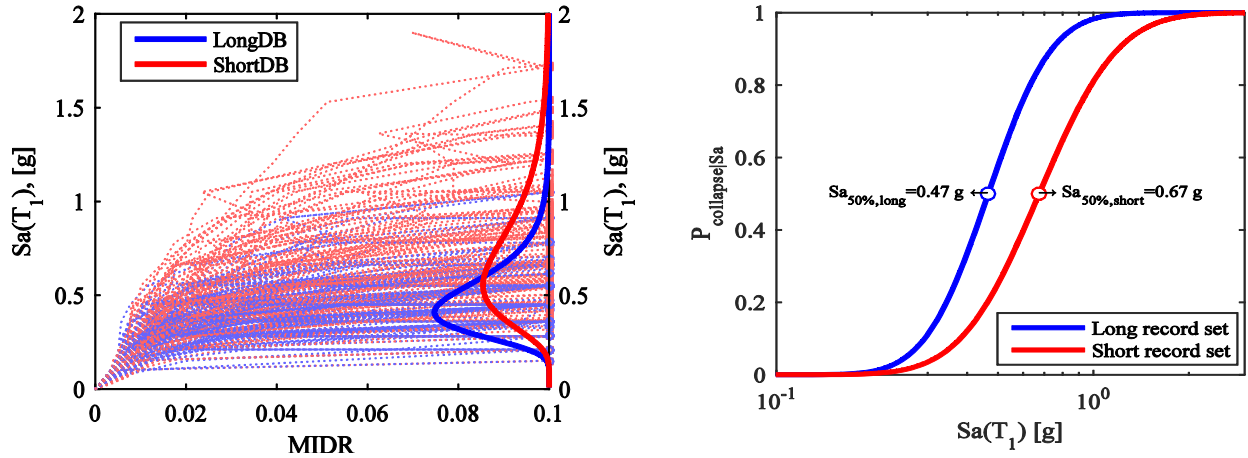 2
1.5
1
0.5
0
Sa(T1), [g]
LongDB
ShortDB
0 0.02 0.04 0.06 0.08 0.1
MIDR
2
1.5
1
0.5
0
Sa(T1), [g]
1
0.8
0.6
0.4
0.2
0
Pcollapse|Sa
Sa50%,long=0.47 g
Sa50%,short=0.67 g
Long record set
Short record set
10-1 100
Sa(T1) [g]